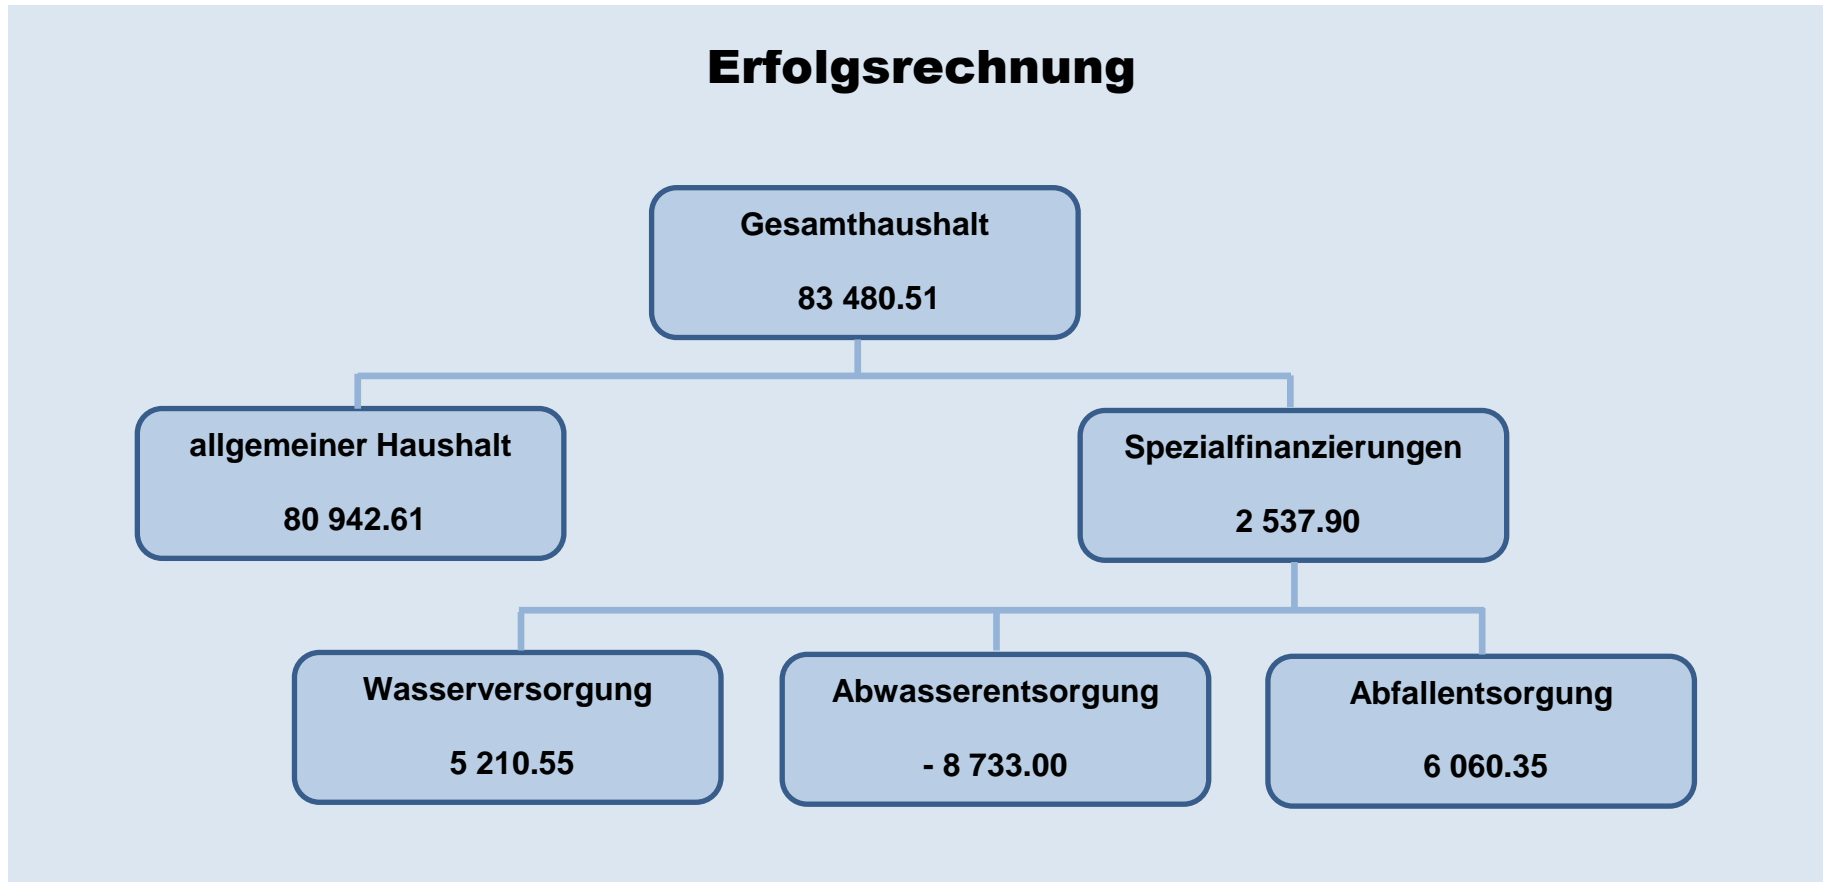 Erfolgsrechnung
Gesamthaushalt
83 480.51
allgemeiner Haushalt
80 942.61
Spezialfinanzierungen
2 537.90
Wasserversorgung
5 210.55
Abwasserentsorgung
- 8 733.00
Abfallentsorgung
6 060.35